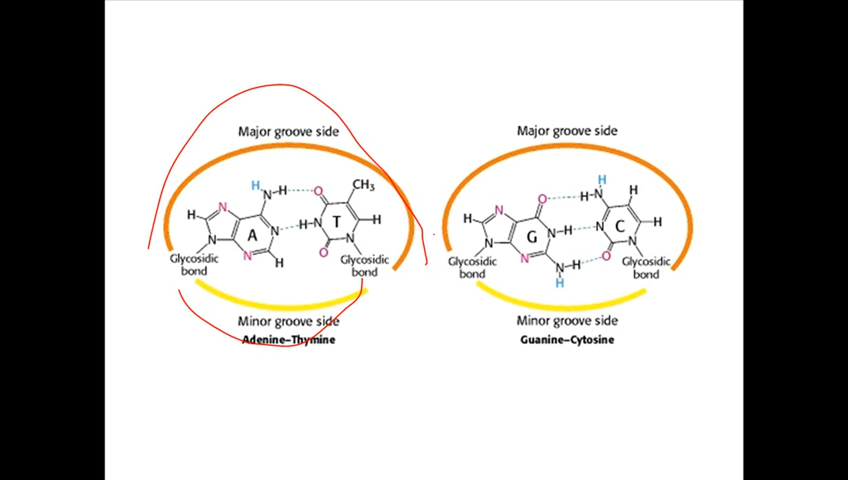 Major groove side
H N H O CH₃
N H
H N A N H N T H
N N H O N
Glycosidic bond
Glycosidic bond
Minor groove side
Adenine–Thymine
Major groove side
H
O H N H
N
H G N H N C H
N N N O N
H
H
Glycosidic bond
Glycosidic bond
Minor groove side
Guanine–Cytosine